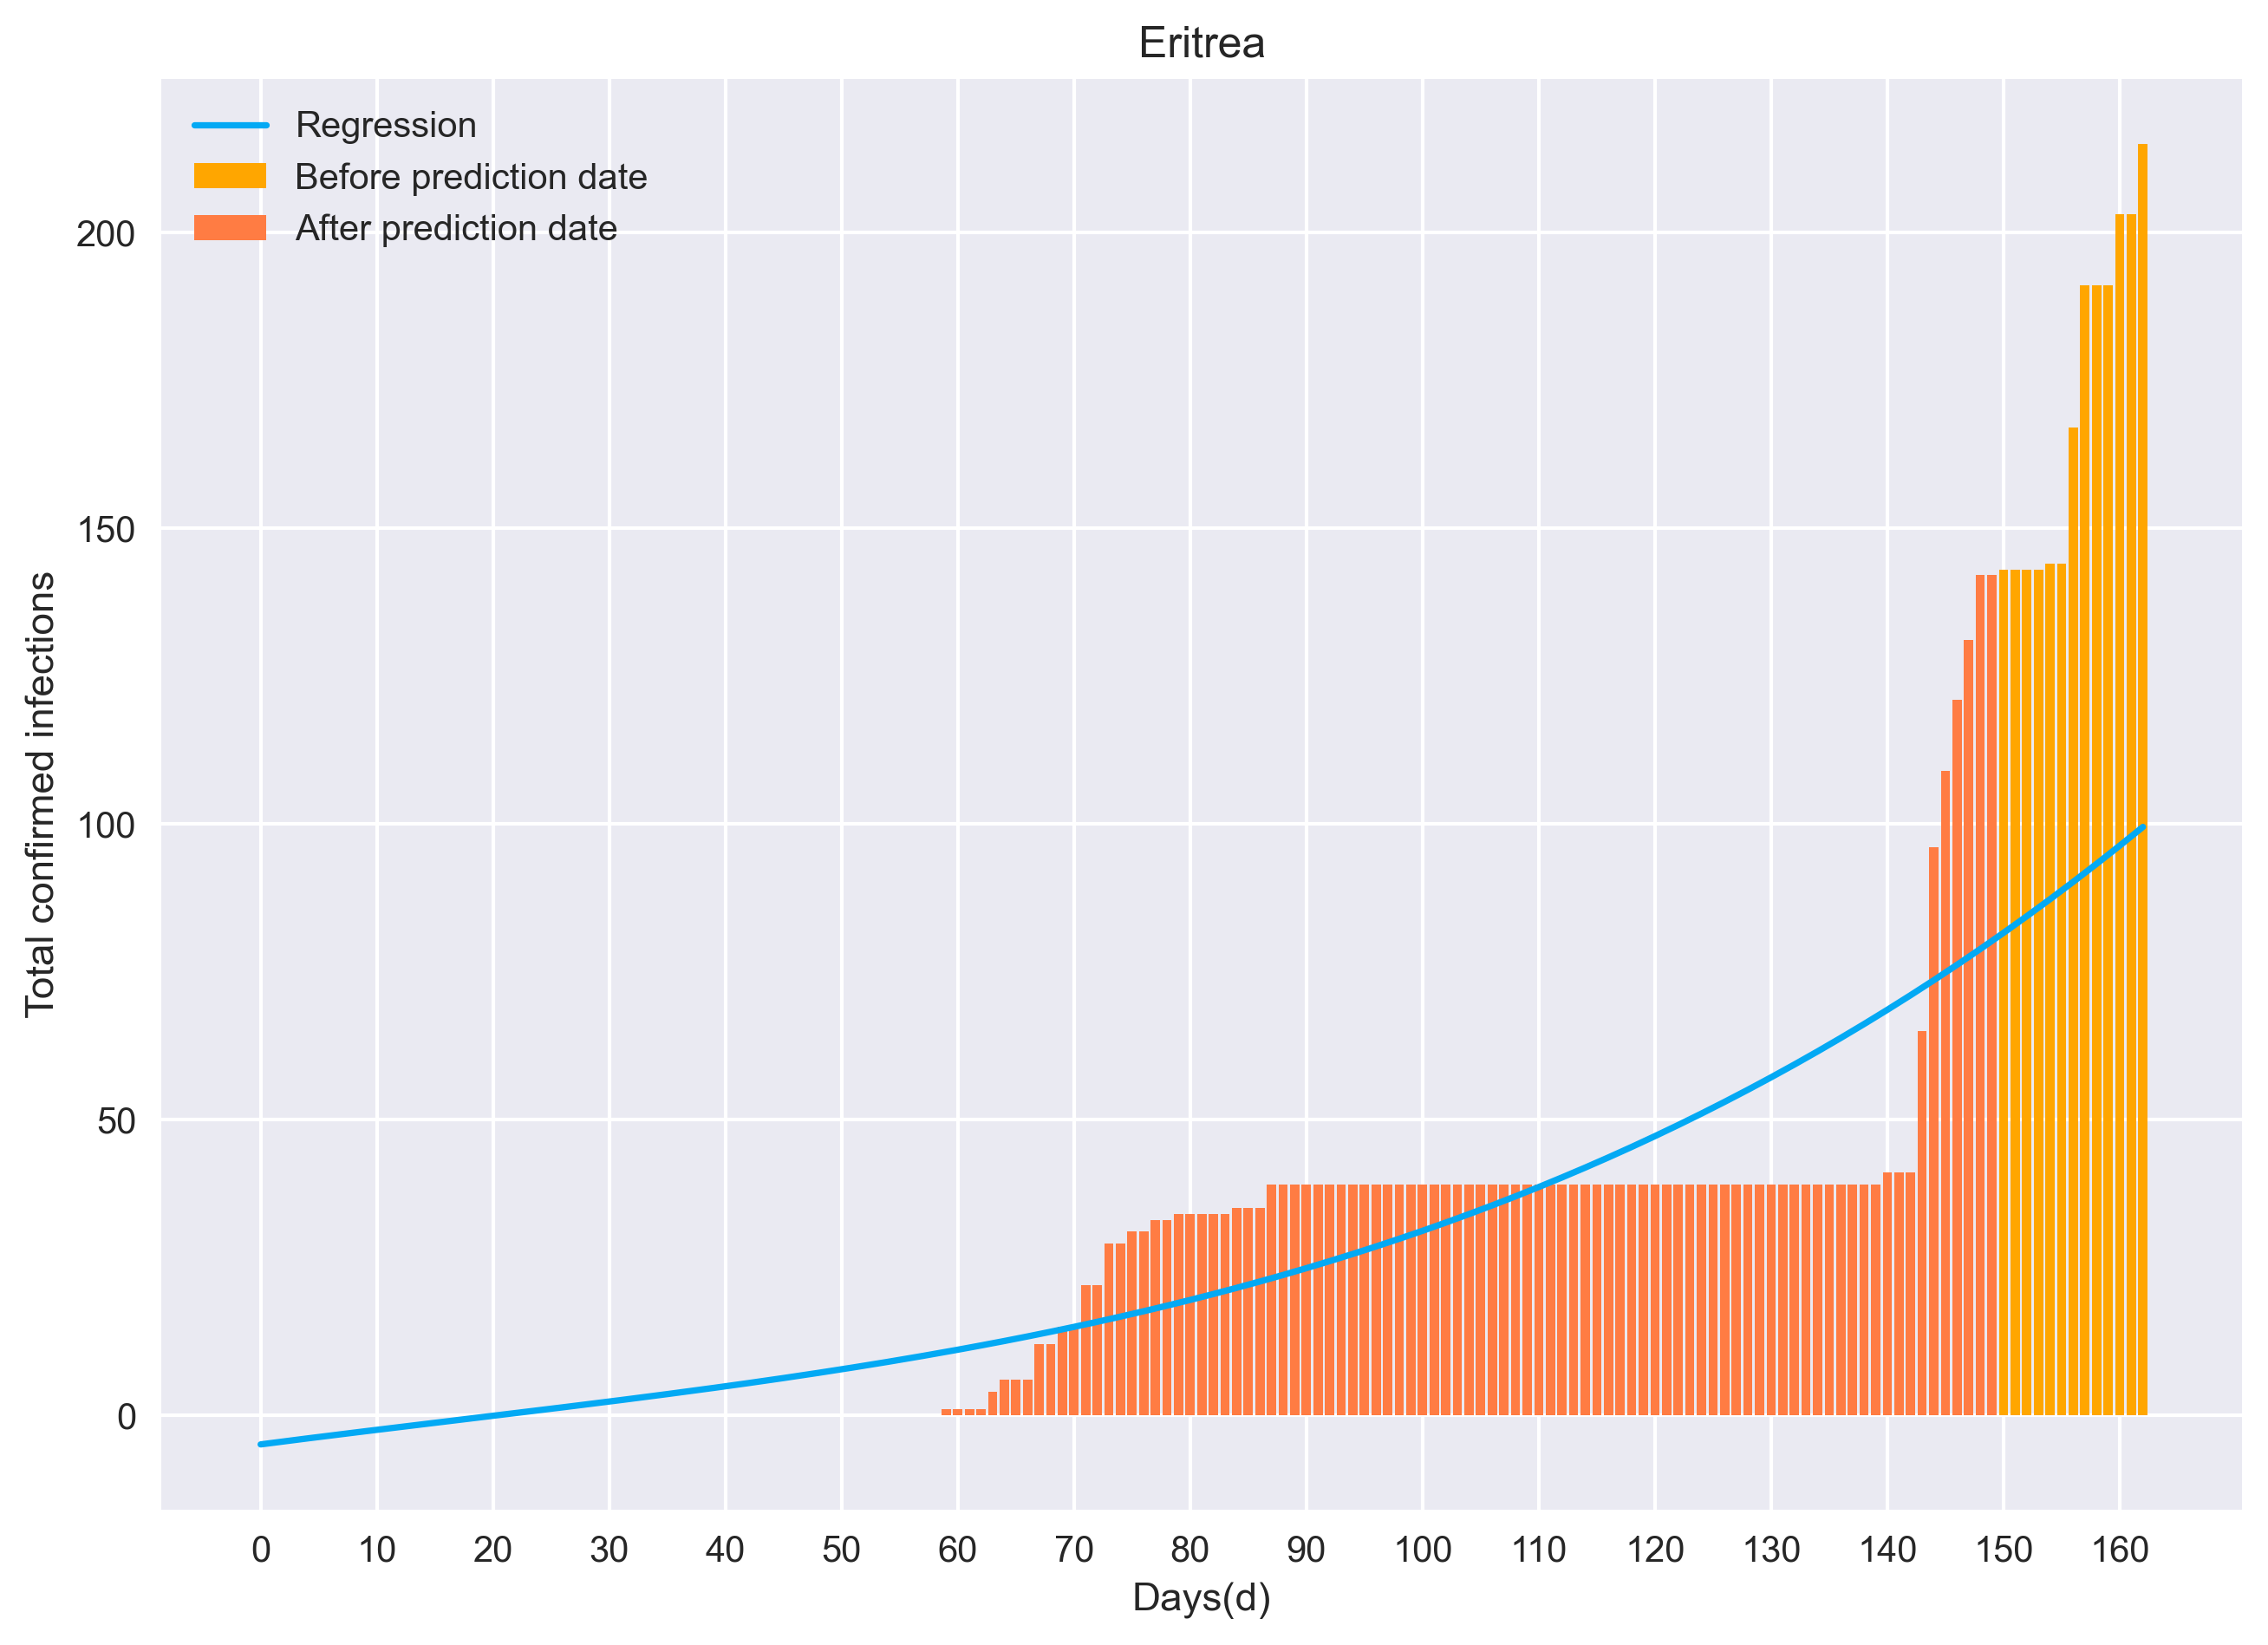 Eritrea
Regression
Before prediction date
After prediction date
200
150
100
50
0
Total confirmed infections
0 10 20 30 40 50 60 70 80 90 100 110 120 130 140 150 160
Days(d)